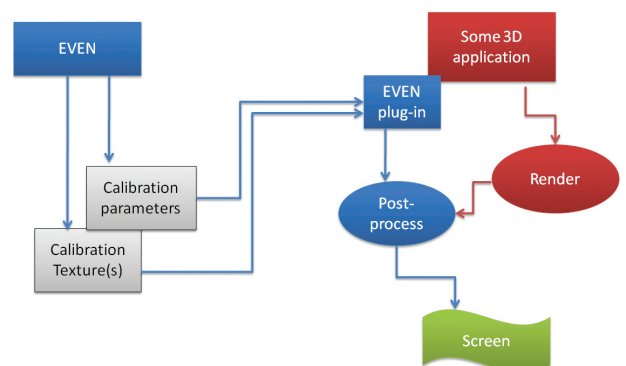 EVEN
Some 3D
application
EVEN
plug-in
Calibration
parameters
Render
Post-
process
Calibration
Texture(s)
Screen